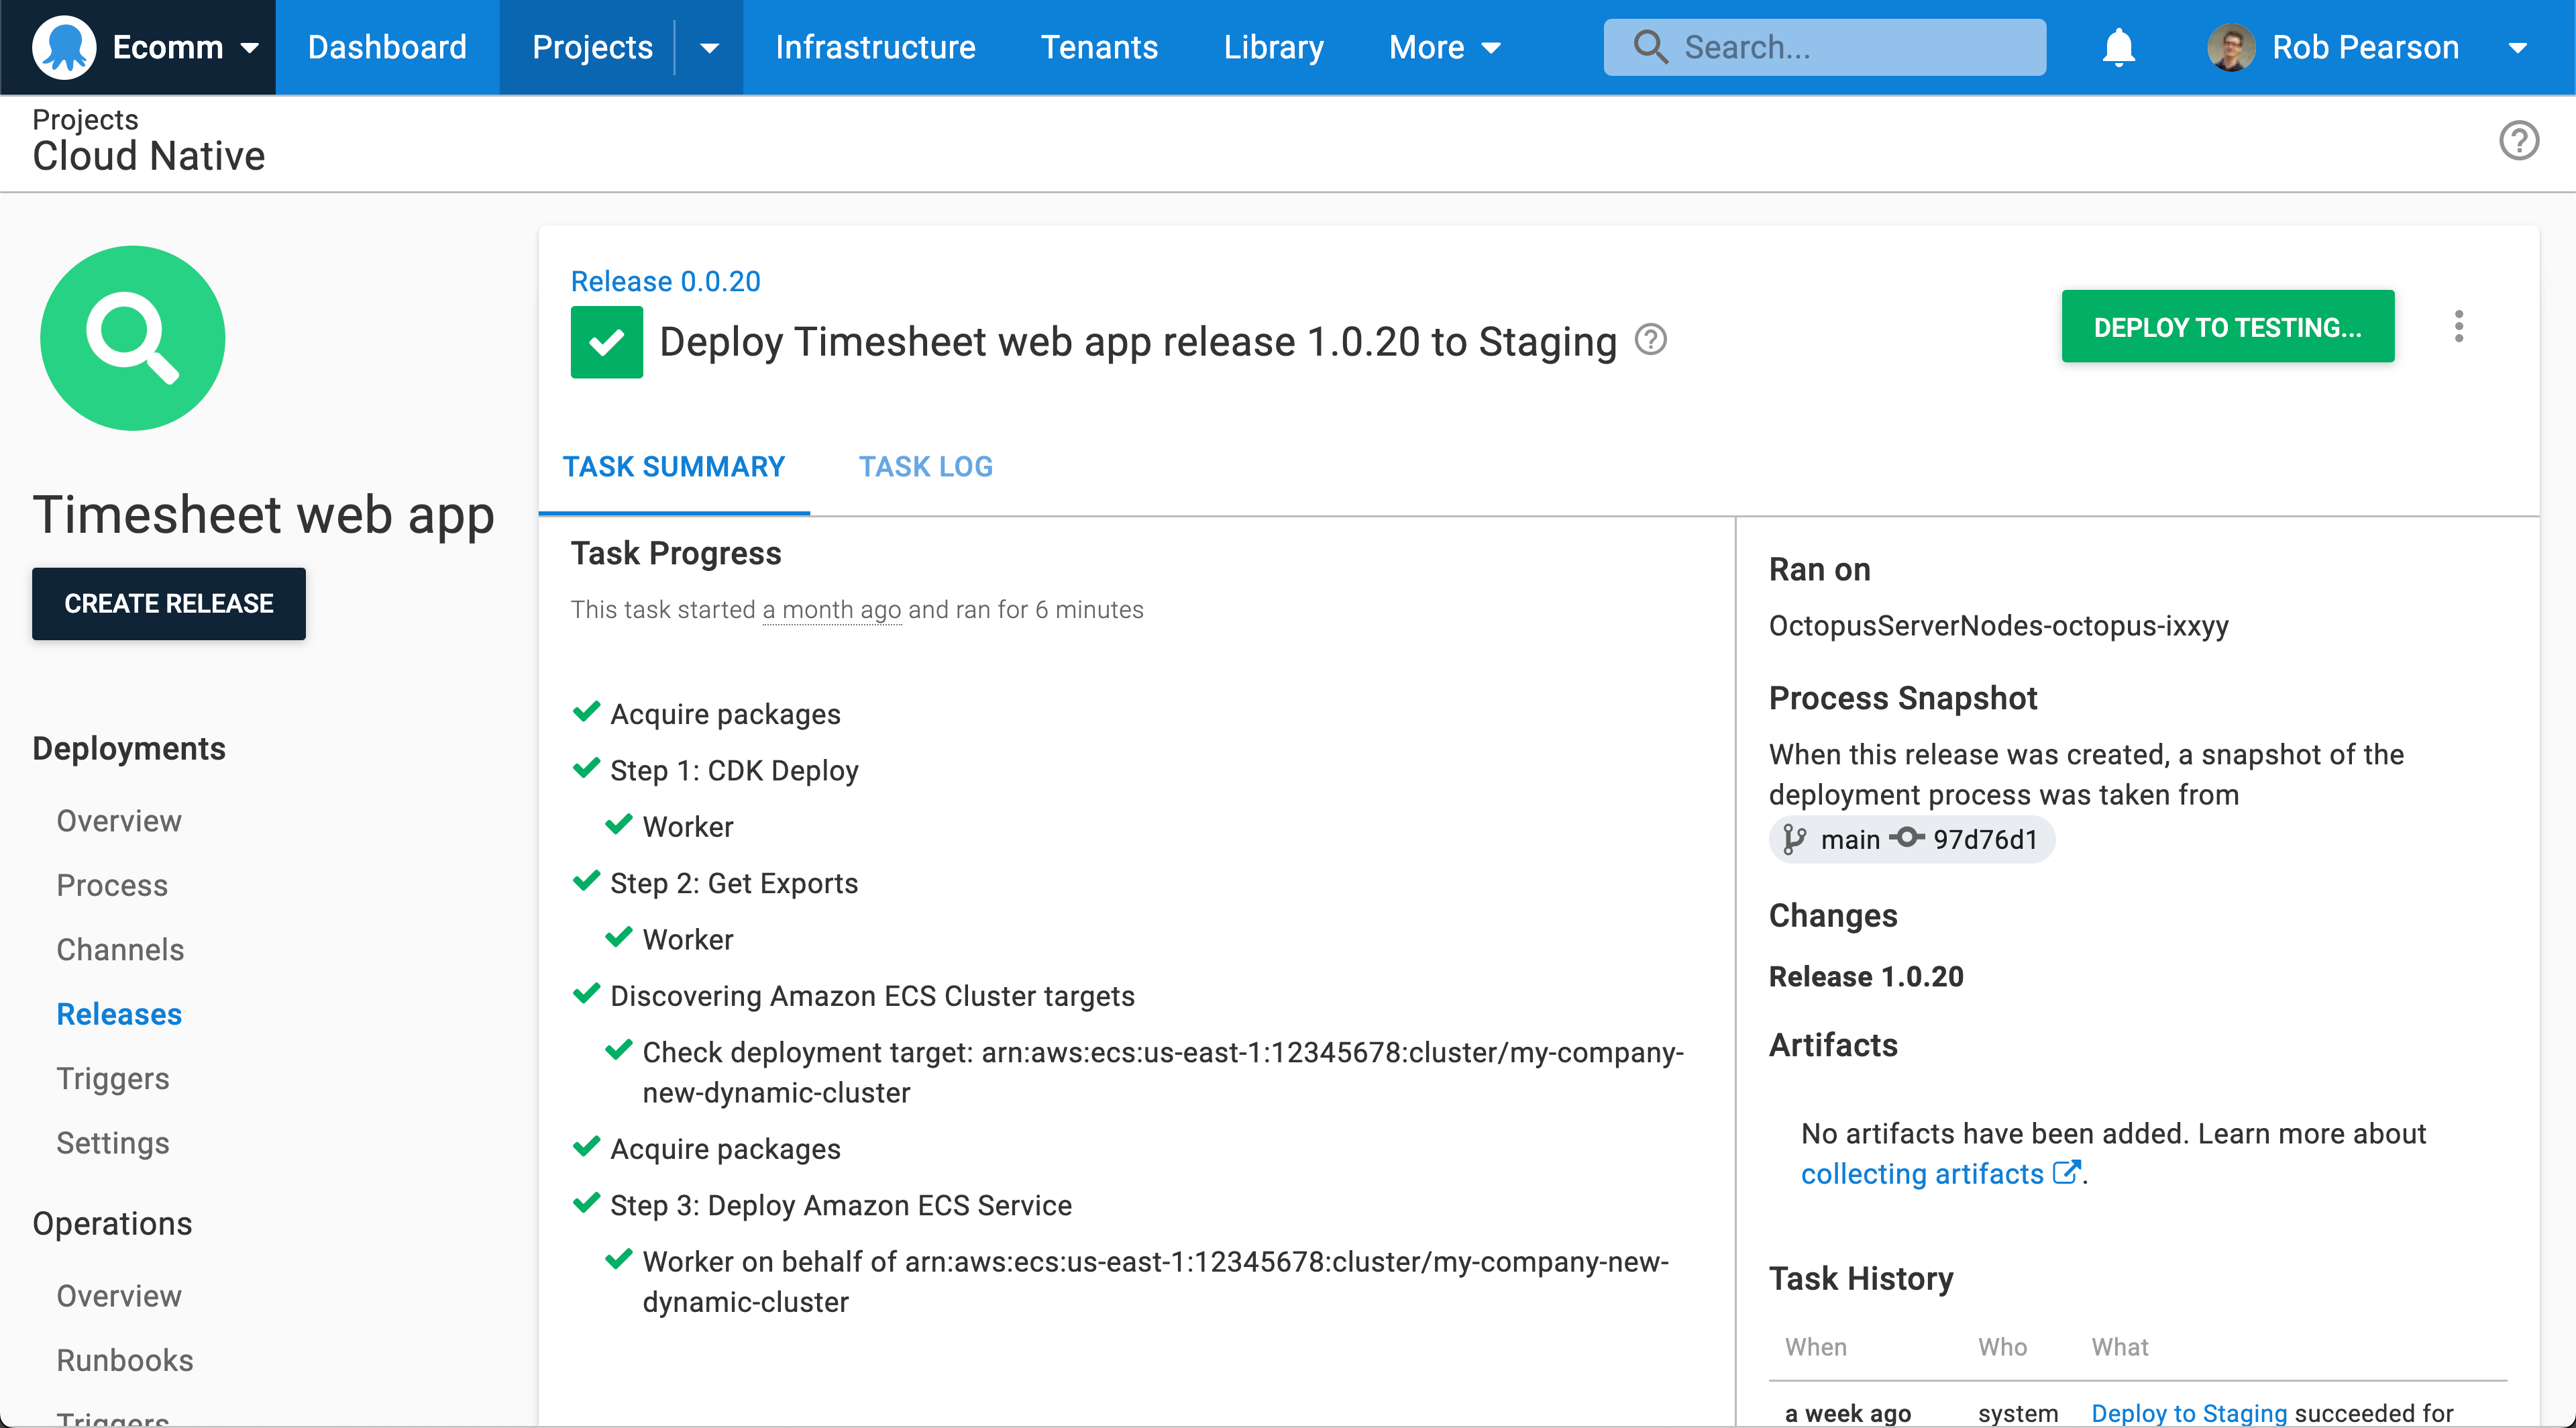 Ecomm
Dashboard
Projects
Infrastructure
Tenants
Library
More
Search...
Rob Pearson
Projects
Cloud Native
Timesheet web app
CREATE RELEASE
Deployments
Overview
Process
Channels
Releases
Triggers
Settings
Operations
Overview
Runbooks
Triggers
Release 0.0.20
Deploy Timesheet web app release 1.0.20 to Staging
DEPLOY TO TESTING...
TASK SUMMARY
TASK LOG
Task Progress
This task started a month ago and ran for 6 minutes
Acquire packages
Step 1: CDK Deploy
Worker
Step 2: Get Exports
Worker
Discovering Amazon ECS Cluster targets
Check deployment target: arn:aws:ecs:us-east-1:12345678:cluster/my-company-
new-dynamic-cluster
Acquire packages
Step 3: Deploy Amazon ECS Service
Worker on behalf of arn:aws:ecs:us-east-1:12345678:cluster/my-company-new-
dynamic-cluster
Ran on
OctopusServerNodes-octopus-ixxyy
Process Snapshot
When this release was created, a snapshot of the
deployment process was taken from
main 97d76d1
Changes
Release 1.0.20
Artifacts
No artifacts have been added. Learn more about
collecting artifacts.
Task History
When Who What
a week ago system Deploy to Staging succeeded for